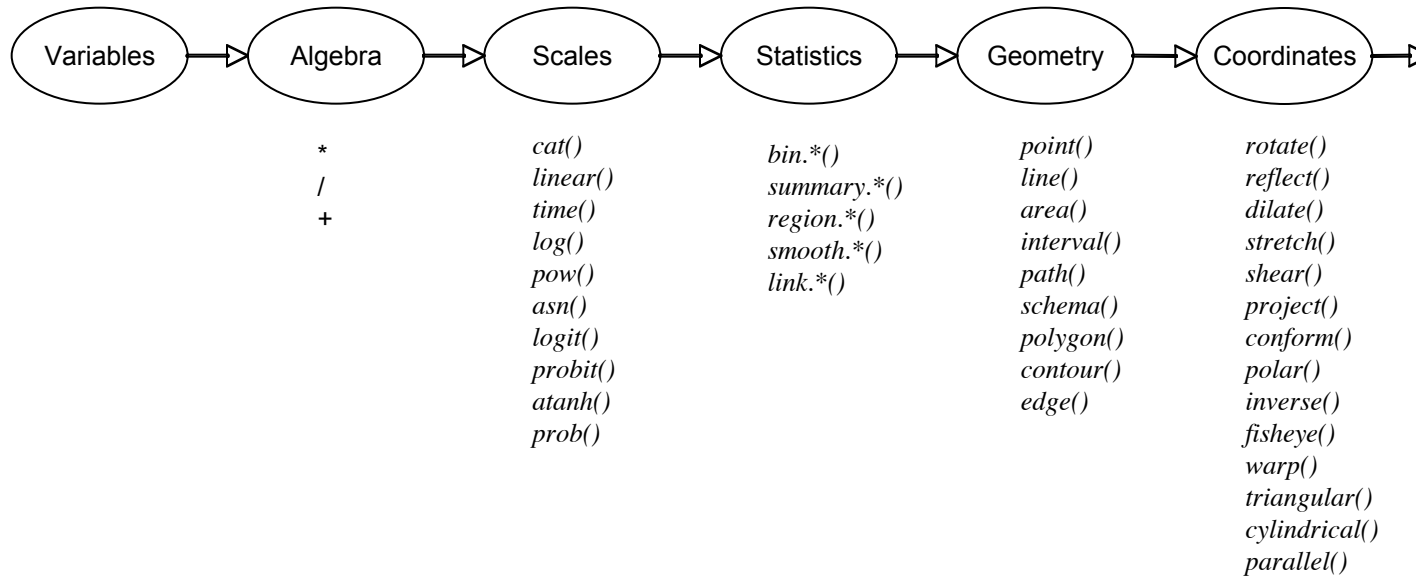 Variables
Algebra
Scales
Statistics
Geometry
Coordinates
*
/
+
cat()
linear()
time()
log()
pow()
asn()
logit()
probit()
atanh()
prob()
bin.*()
summary.*()
region.*()
smooth.*()
link.*()
point()
line()
area()
interval()
path()
schema()
polygon()
contour()
edge()
rotate()
reflect()
dilate()
stretch()
shear()
project()
conform()
polar()
inverse()
fisheye()
warp()
triangular()
cylindrical()
parallel()